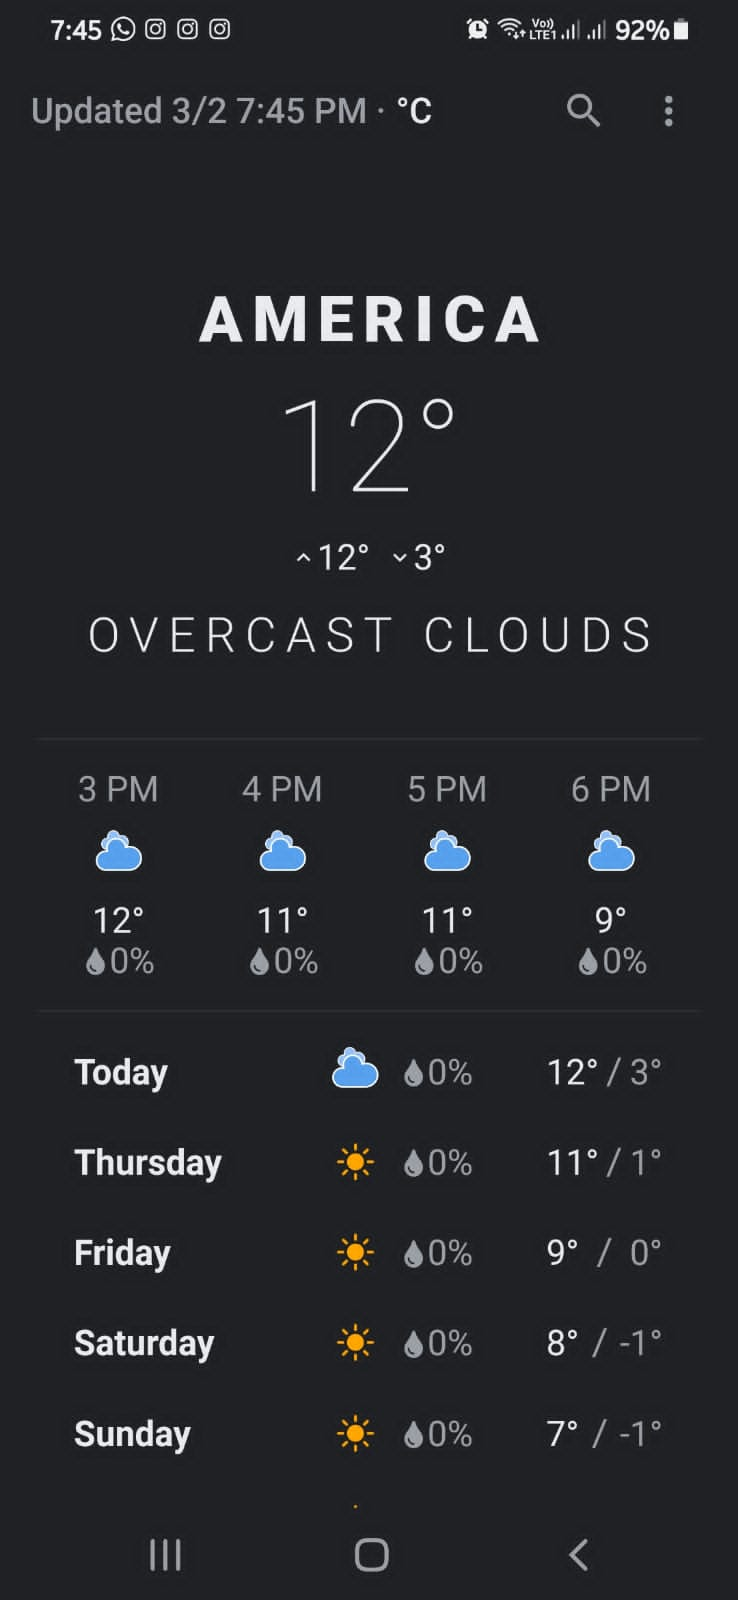 7:45 Vo)) LTE1 92%
Updated 3/2 7:45 PM · °C
AMERICA
12°
12° 3°
OVERCAST CLOUDS
3 PM 4 PM 5 PM 6 PM
12° 11° 11° 9°
0% 0% 0% 0%
Today 0% 12° / 3°
Thursday 0% 11° / 1°
Friday 0% 9° / 0°
Saturday 0% 8° / -1°
Sunday 0% 7° / -1°